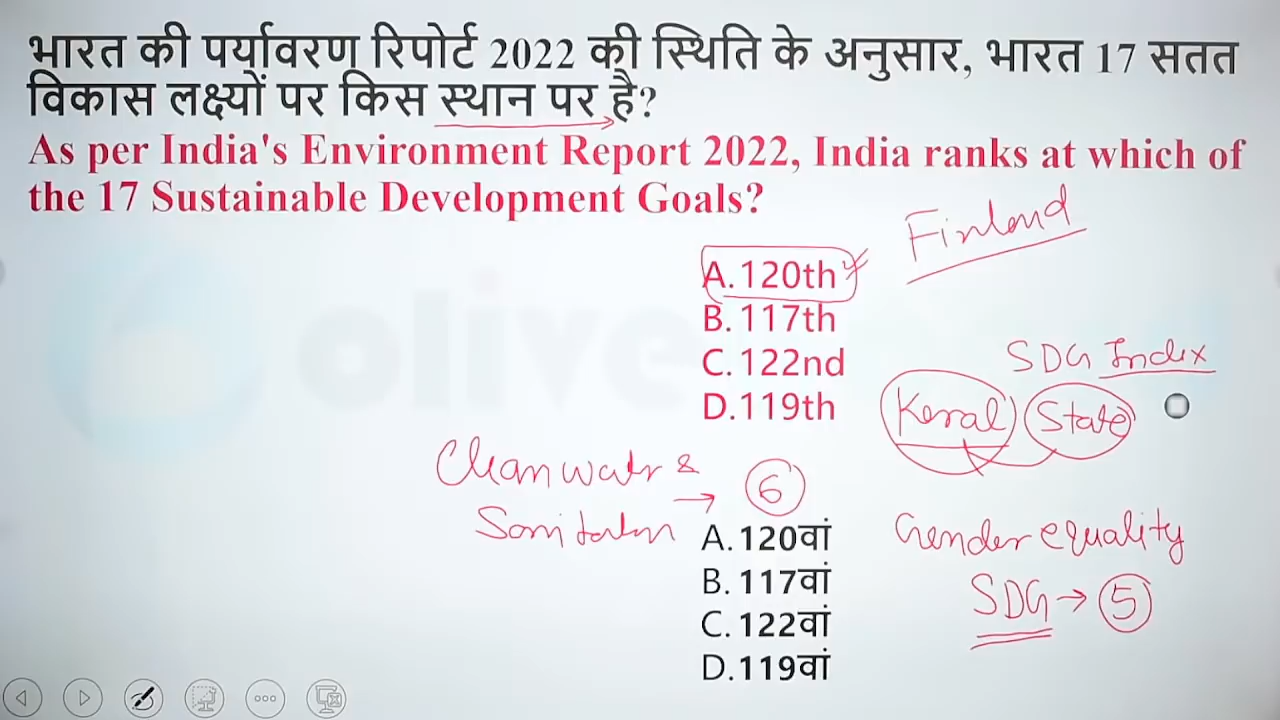 भारत की पर्यावरण रिपोर्ट 2022 की स्थिति के अनुसार, भारत 17 सतत
विकास लक्ष्यों पर किस स्थान पर है?
As per India's Environment Report 2022, India ranks at which of
the 17 Sustainable Development Goals?
Finland
A. 120th
B. 117th
C. 122nd
D. 119th
SDG Index
Keral State
Clean water &
Sanitation
6
A. 120वां
B. 117वां
C. 122वां
D. 119वां
Gender equality
SDG → 5
olive